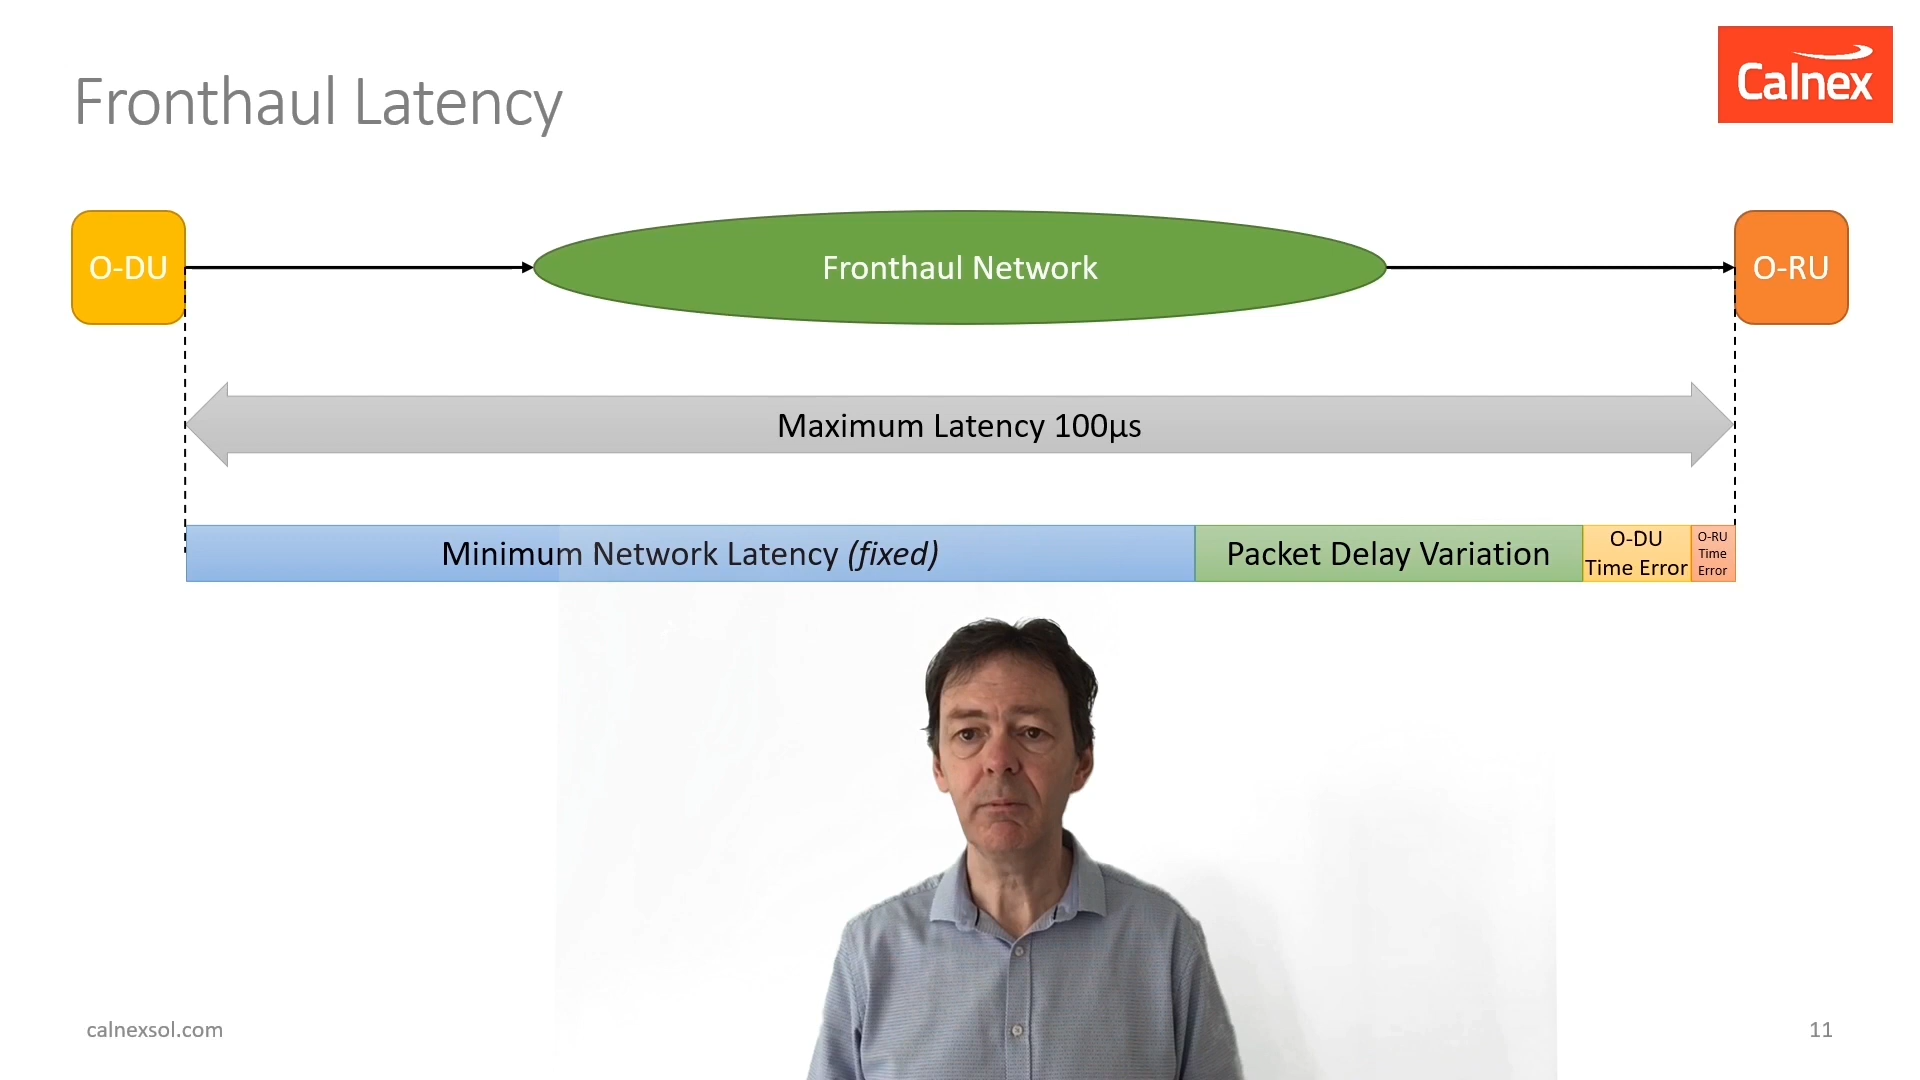 Fronthaul Latency
Calnex
O-DU
Fronthaul Network
O-RU
Maximum Latency 100µs
Minimum Network Latency (fixed)
Packet Delay Variation
O-DU
Time Error
O-RU
Time
Error
calnexsol.com
11